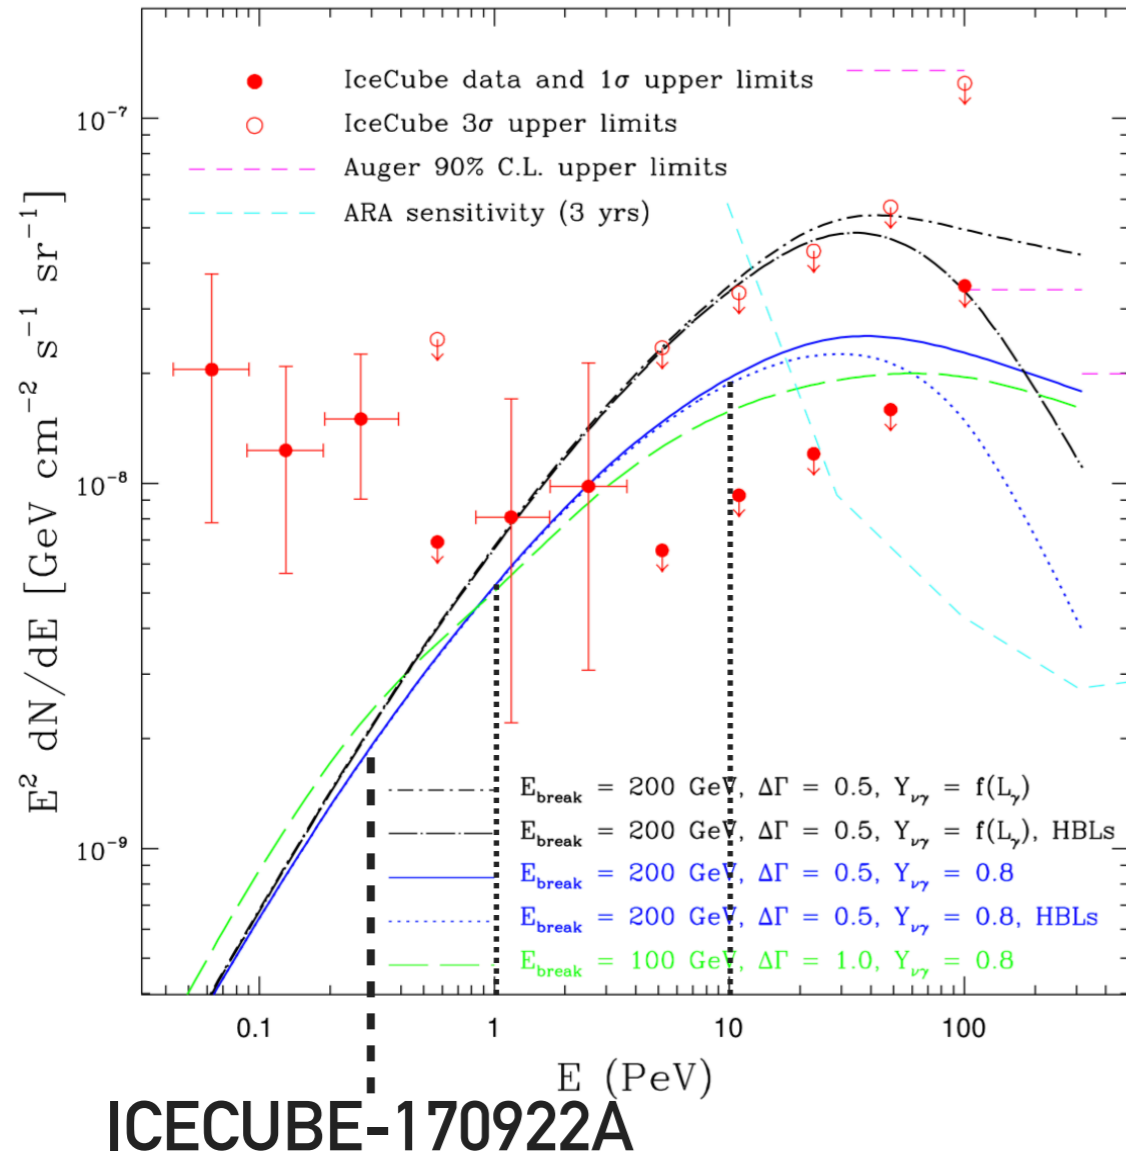 IceCube data and 1σ upper limits
IceCube 3σ upper limits
Auger 90% C.L. upper limits
ARA sensitivity (3 yrs)
10⁻⁷
10⁻⁸
10⁻⁹
E² dN/dE [GeV cm⁻² s⁻¹ sr⁻¹]
E_break = 200 GeV, ΔΓ = 0.5, Y_νγ = f(L_γ)
E_break = 200 GeV, ΔΓ = 0.5, Y_νγ = f(L_γ), HBLs
E_break = 200 GeV, ΔΓ = 0.5, Y_νγ = 0.8
E_break = 200 GeV, ΔΓ = 0.5, Y_νγ = 0.8, HBLs
E_break = 100 GeV, ΔΓ = 1.0, Y_νγ = 0.8
0.1 1 10 100
E (PeV)
ICECUBE-170922A